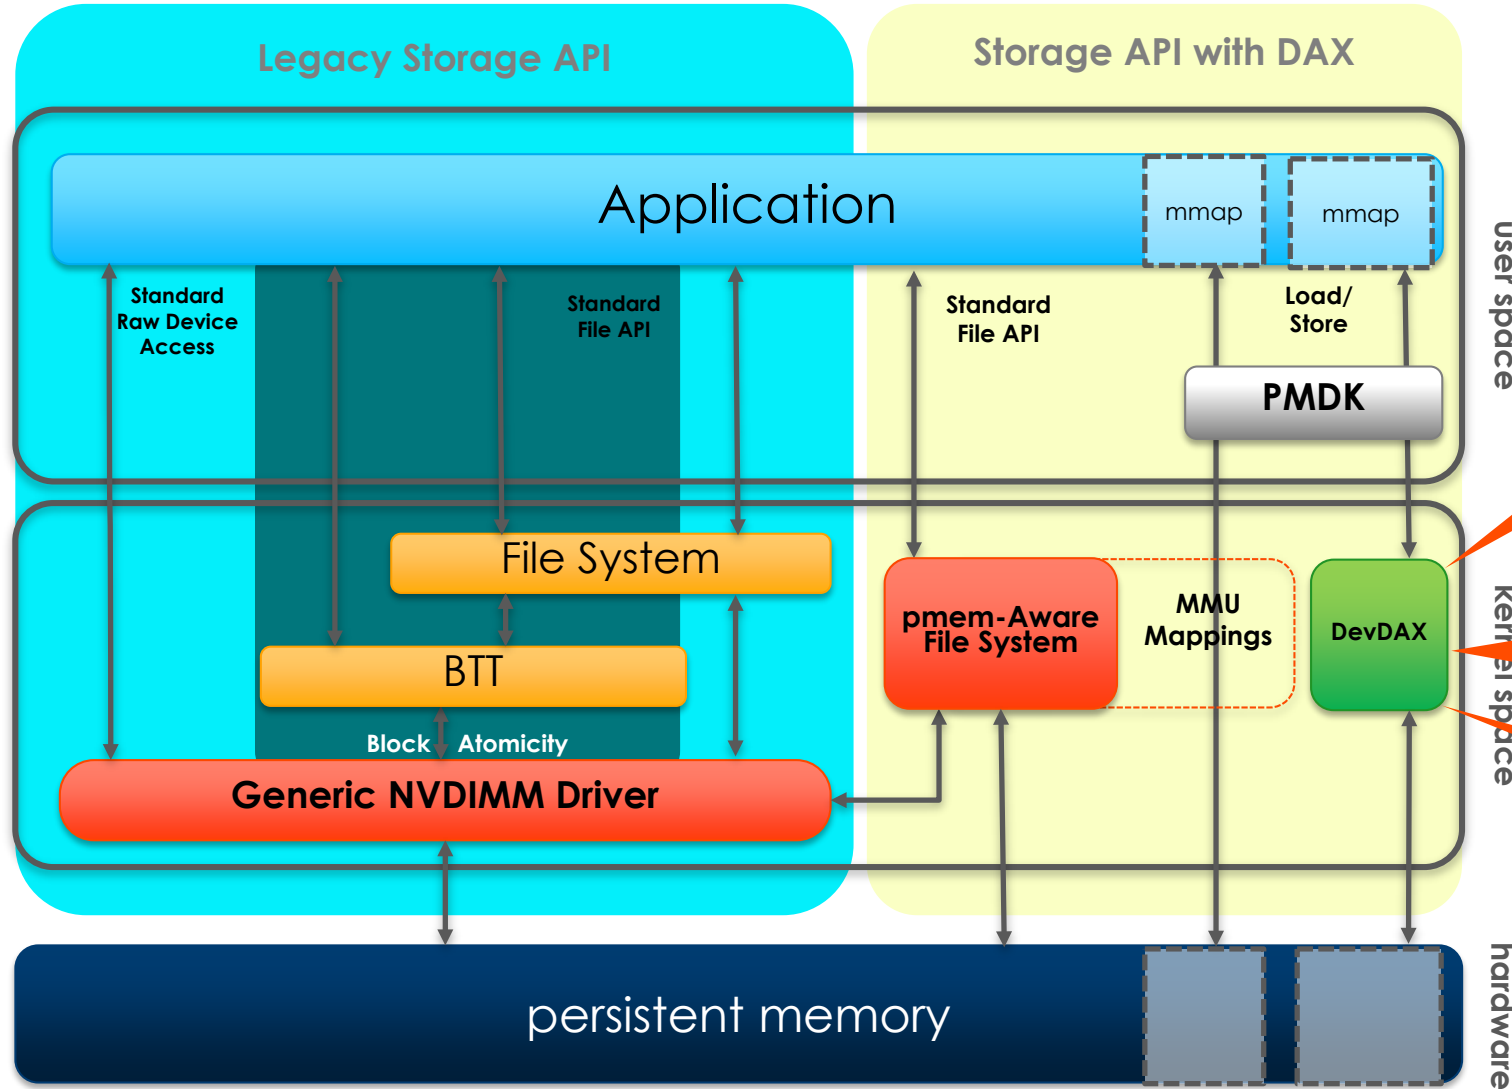 Legacy Storage API
Storage API with DAX
Application
mmap
mmap
Standard
Raw Device
Access
Standard
File API
Standard
File API
Load/
Store
PMDK
User space
File System
BTT
Block
Atomicity
Generic NVDIMM Driver
pmem-Aware
File System
MMU
Mappings
DevDAX
Kernel space
persistent memory
hardware